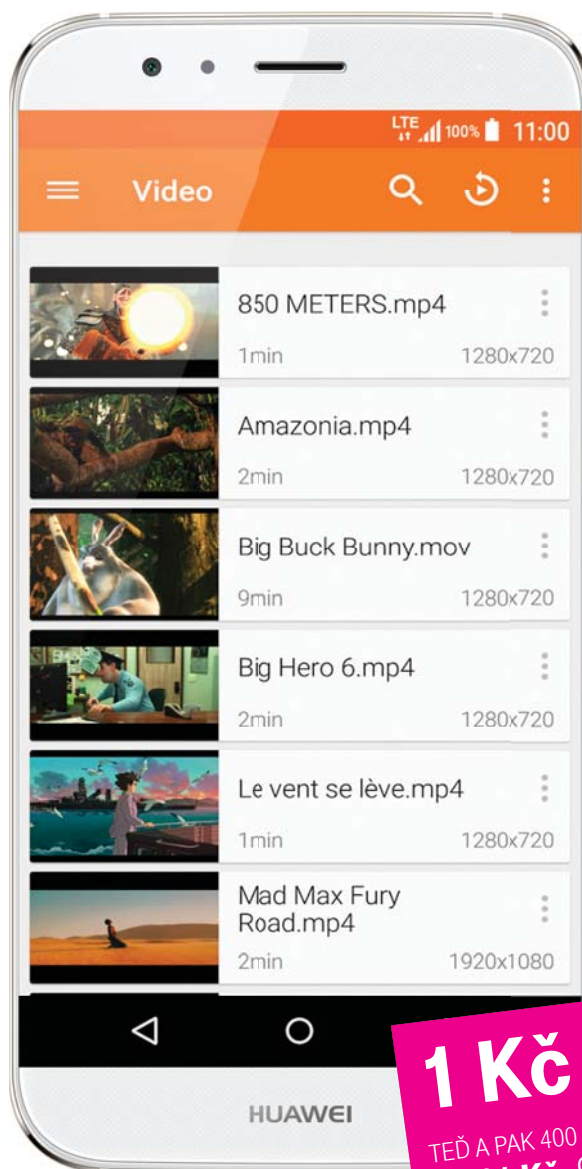 LTE 100% 11:00
Video
850 METERS.mp4
1min 1280x720
Amazonia.mp4
2min 1280x720
Big Buck Bunny.mov
9min 1280x720
Big Hero 6.mp4
2min 1280x720
Le vent se lève.mp4
1min 1280x720
Mad Max Fury
Road.mp4
2min 1920x1080
HUAWEI
1 Kč
TEĎ A PAK 400
Kč